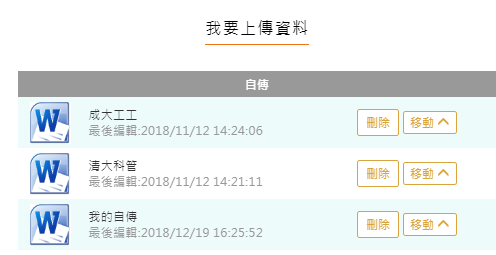 我要上傳資料
自傳
成大工工
最後編輯:2018/11/12 14:24:06
刪除 移動
清大科管
最後編輯:2018/11/12 14:21:11
刪除 移動
我的自傳
最後編輯:2018/12/19 16:25:52
刪除 移動